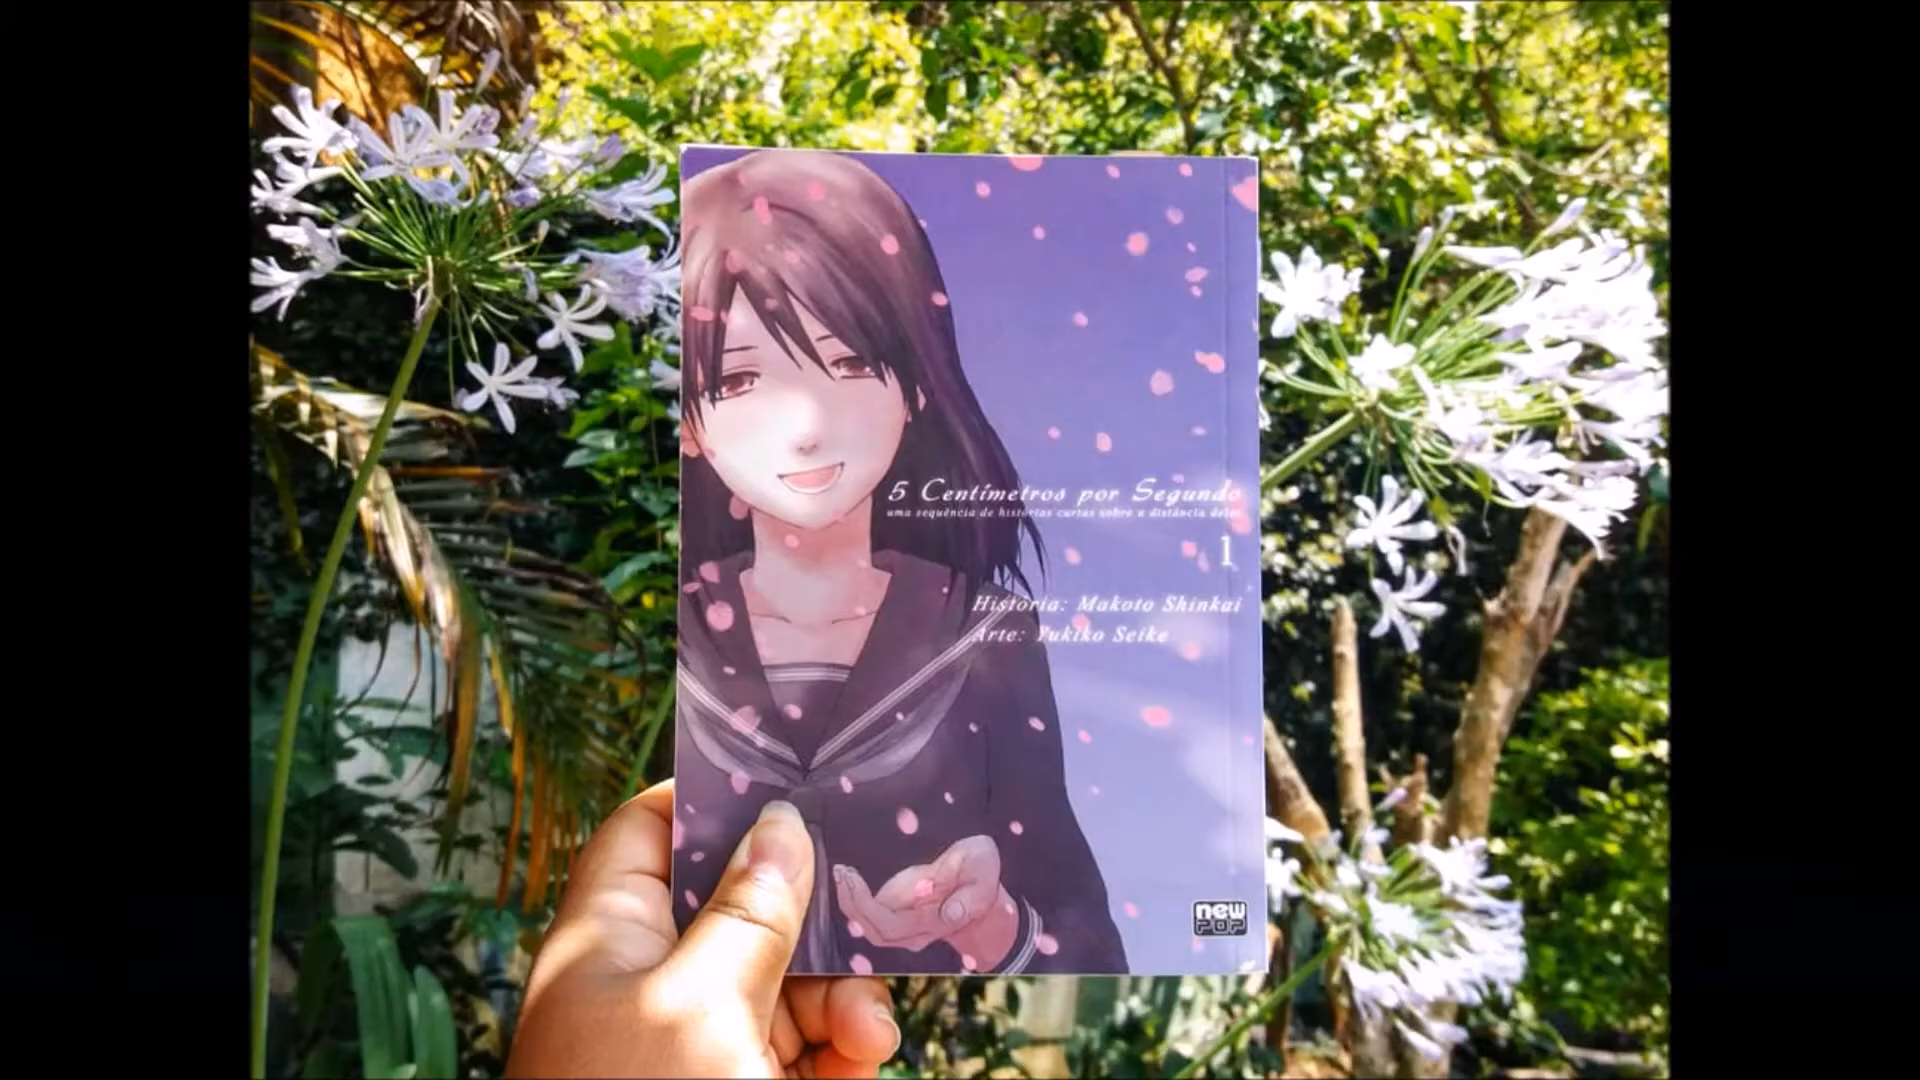 5 Centímetros por Segundo
uma sequência de histórias curtas sobre a distância deles
1
História: Makoto Shinkai
Arte: Yukiko Seike
new
POP